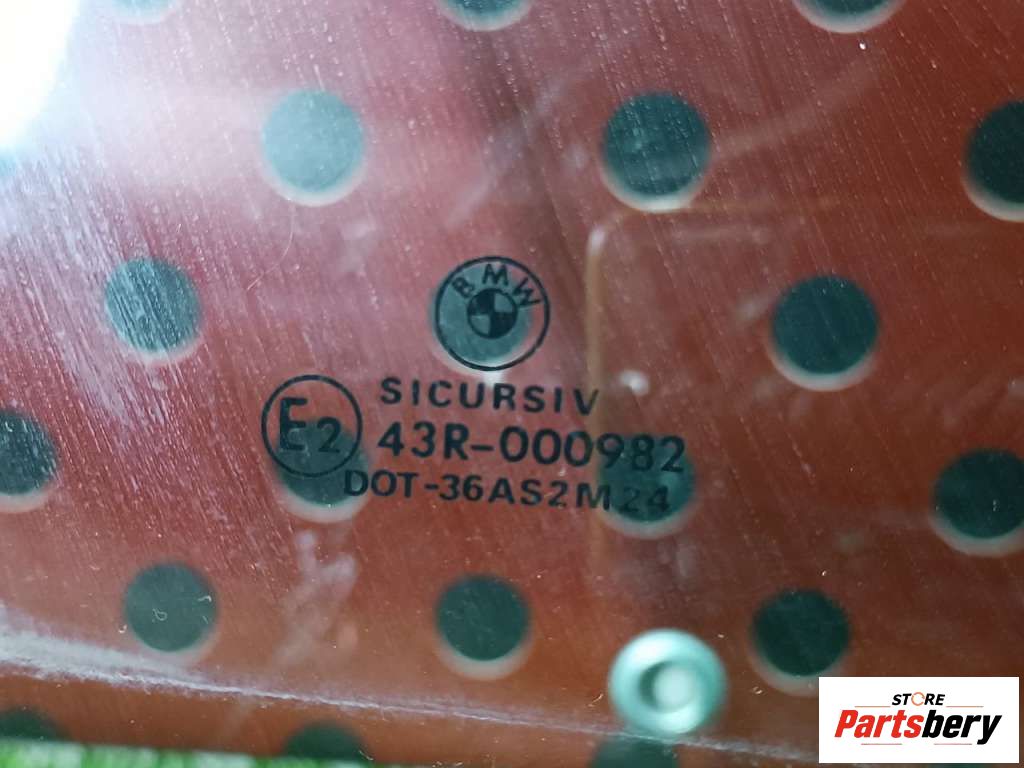 BMW
SICURSIV
E2
43R-000982
DOT-36AS2M24
STORE
Partsbery